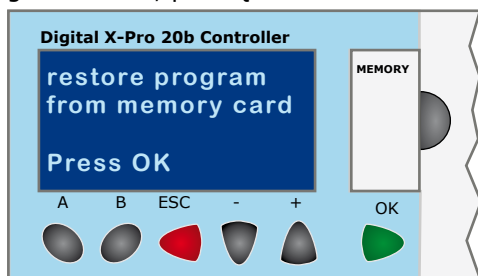 Digital X-Pro 20b Controller
restore program
from memory card
Press OK
MEMORY
A B ESC - + OK